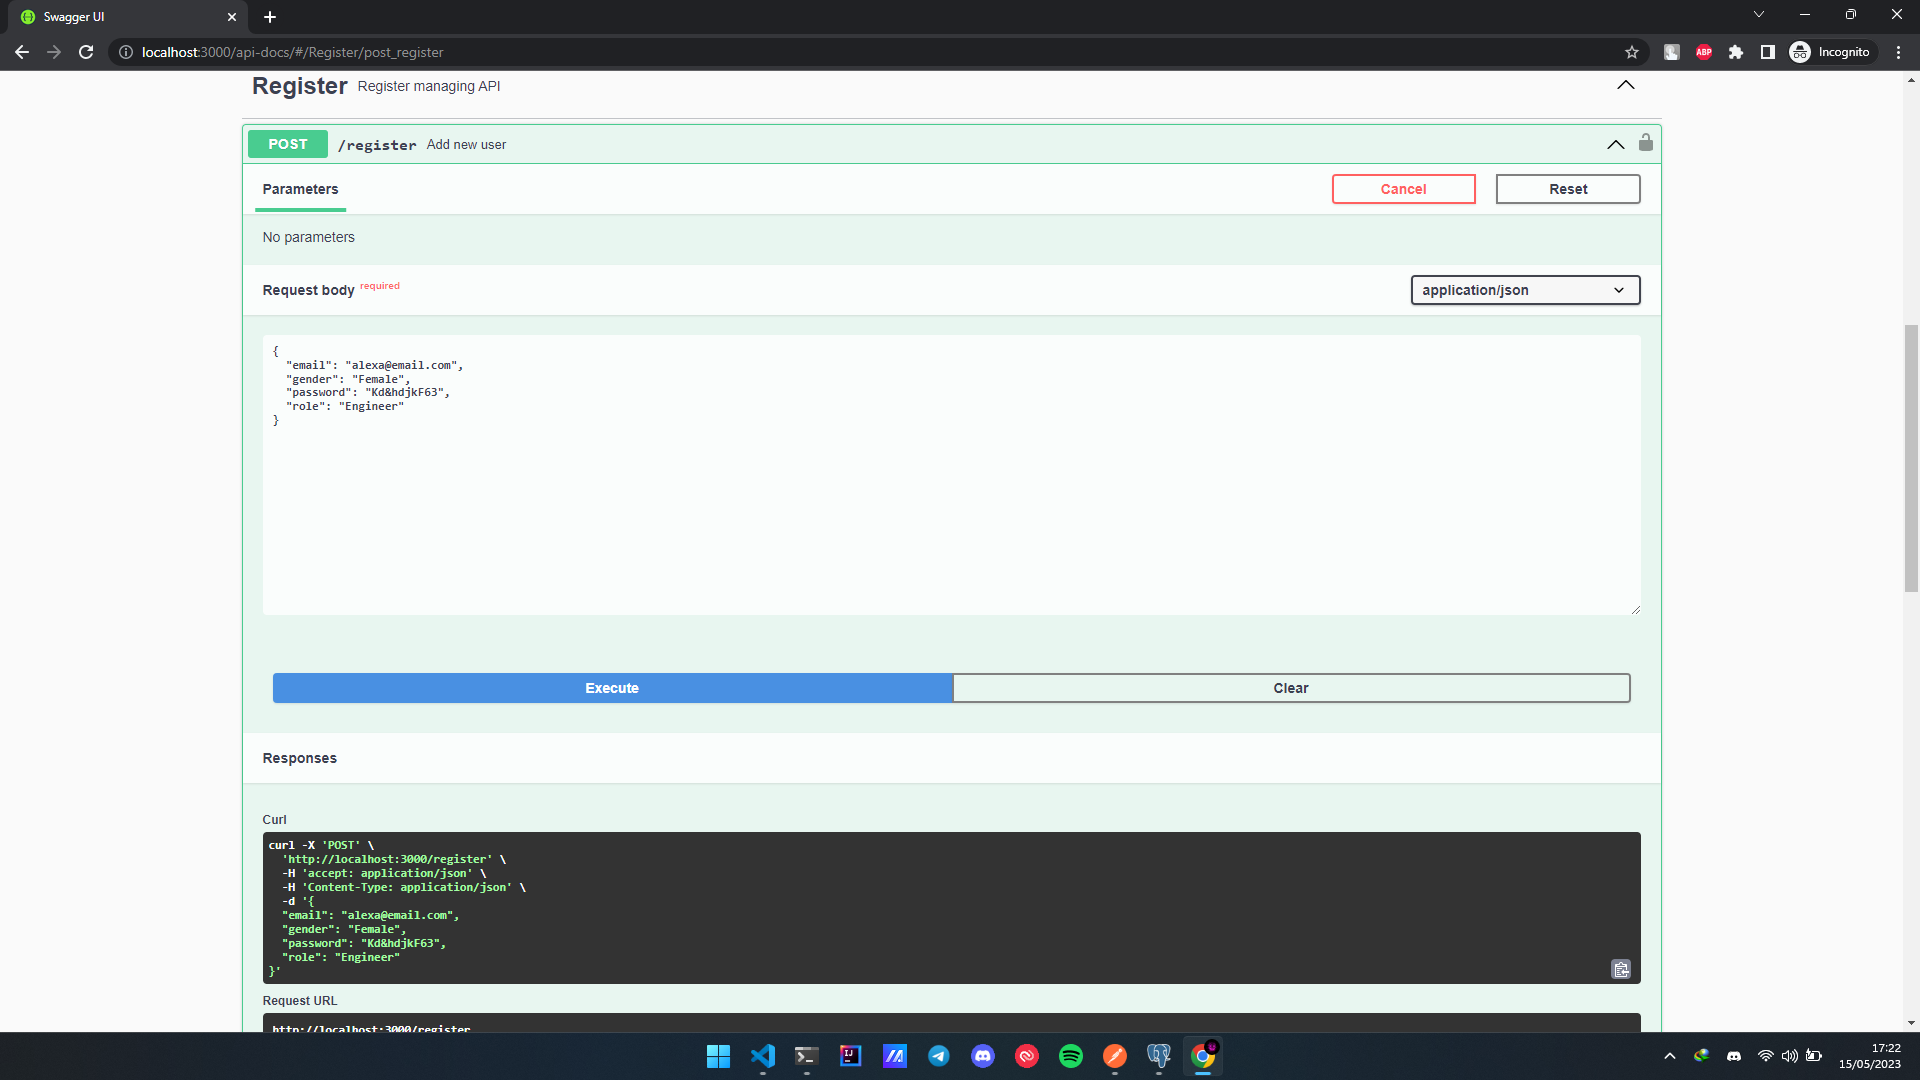 Swagger UI
localhost:3000/api-docs/#/Register/post_register
ABP
Incognito
Register Register managing API
POST /register Add new user
Parameters
Cancel
Reset
No parameters
Request body required
application/json
{
"email": "alexa@email.com",
"gender": "Female",
"password": "Kd&hdjkF63",
"role": "Engineer"
}
Execute
Clear
Responses
Curl
curl -X 'POST' \
'http://localhost:3000/register' \
-H 'accept: application/json' \
-H 'Content-Type: application/json' \
-d '{
"email": "alexa@email.com",
"gender": "Female",
"password": "Kd&hdjkF63",
"role": "Engineer"
}'
Request URL
http://localhost:3000/register
IJ
17:22
15/05/2023